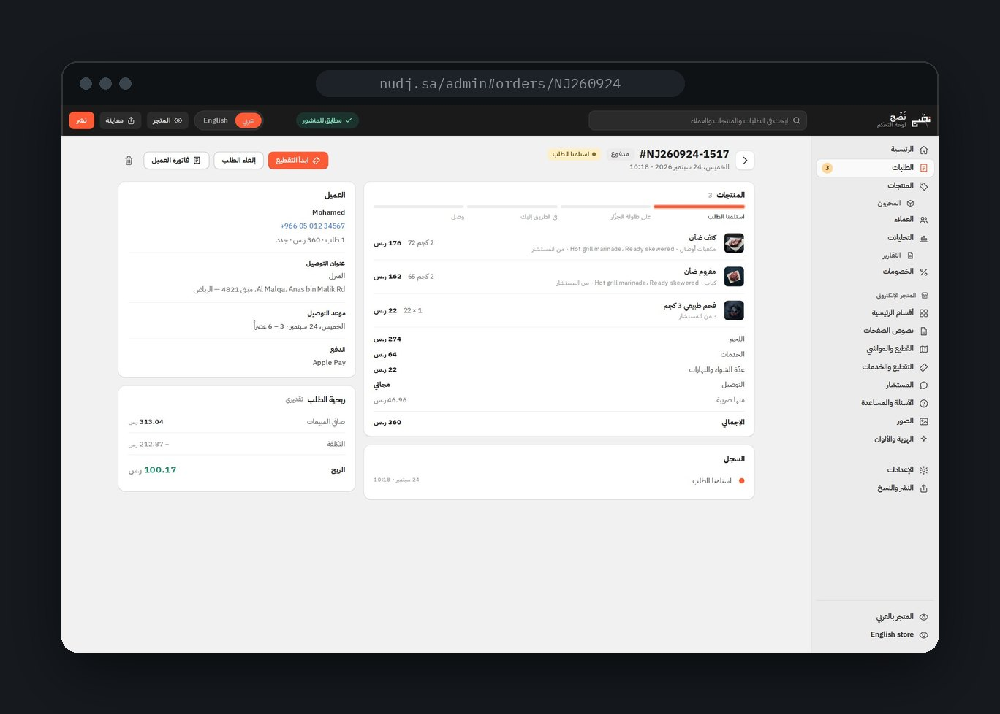 nudj.sa/admin#orders/NJ260924
نُضْج
لوحة التحكم
ابحث في الطلبات والمنتجات والعملاء
مطابق للمنشور
عربي
English
المتجر
معاينة
نشر
الرئيسية
الطلبات
3
المنتجات
المخزون
العملاء
التحليلات
التقارير
الخصومات
المتجر الإلكتروني
أقسام الرئيسية
نصوص الصفحات
القطيع والمواشي
التقطيع والخدمات
المستشار
الأسئلة والمساعدة
الصور
الهوية والألوان
الإعدادات
النشر والنسخ
المتجر بالعربي
English store
#NJ260924-1517
مدفوع
استلمنا الطلب
الخميس، 24 سبتمبر 2026 · 10:18
ابدأ التقطيع
إلغاء الطلب
فاتورة العميل
المنتجات 3
استلمنا الطلب
على طاولة الجزّار
في الطريق إليك
وصل
كتف ضأن
مكعبات أوصال · Hot grill marinade، Ready skewered · من المستشار
2 كجم 72
176 ر.س
مفروم ضأن
كباب · Hot grill marinade، Ready skewered · من المستشار
2 كجم 65
162 ر.س
فحم طبيعي 3 كجم
· من المستشار
1 × 22
22 ر.س
اللحم
274 ر.س
الخدمات
64 ر.س
عدّة الشواء والبهارات
22 ر.س
التوصيل
مجاني
منها ضريبة
46.96 ر.س
الإجمالي
360 ر.س
السجل
استلمنا الطلب
24 سبتمبر · 10:18
العميل
Mohamed
+966 05 012 34567
1 طلب · 360 ر.س · جدد
عنوان التوصيل
المنزل
Al Malqa، Anas bin Malik Rd، مبنى 4821 — الرياض
موعد التوصيل
الخميس، 24 سبتمبر · 3 – 6 عصراً
الدفع
Apple Pay
ربحية الطلب تقديري
صافي المبيعات
313.04 ر.س
التكلفة
− 212.87 ر.س
الربح
100.17 ر.س